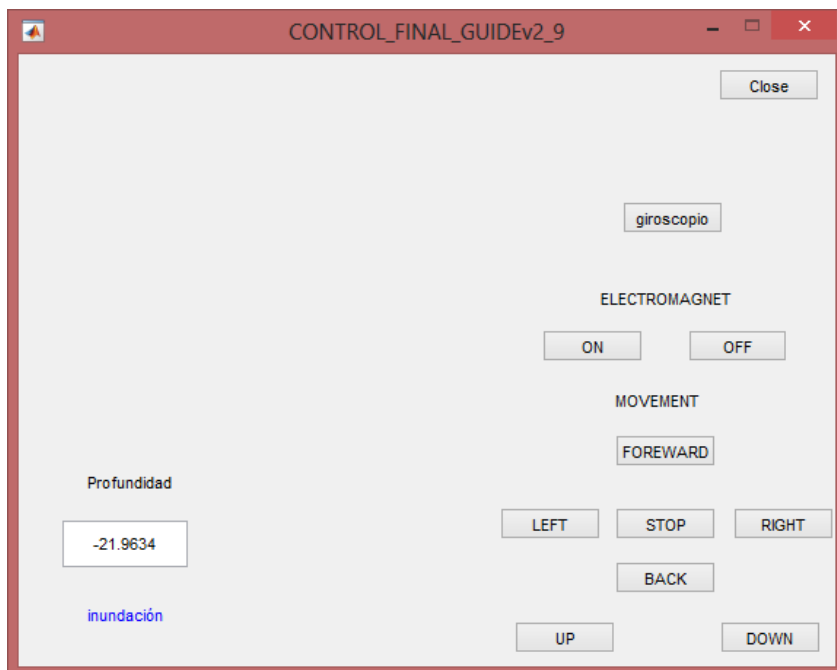 CONTROL_FINAL_GUIDEv2_9
Close
giroscopio
ELECTROMAGNET
ON OFF
MOVEMENT
FOREWARD
Profundidad
LEFT STOP RIGHT
-21.9634
BACK
inundación
UP DOWN